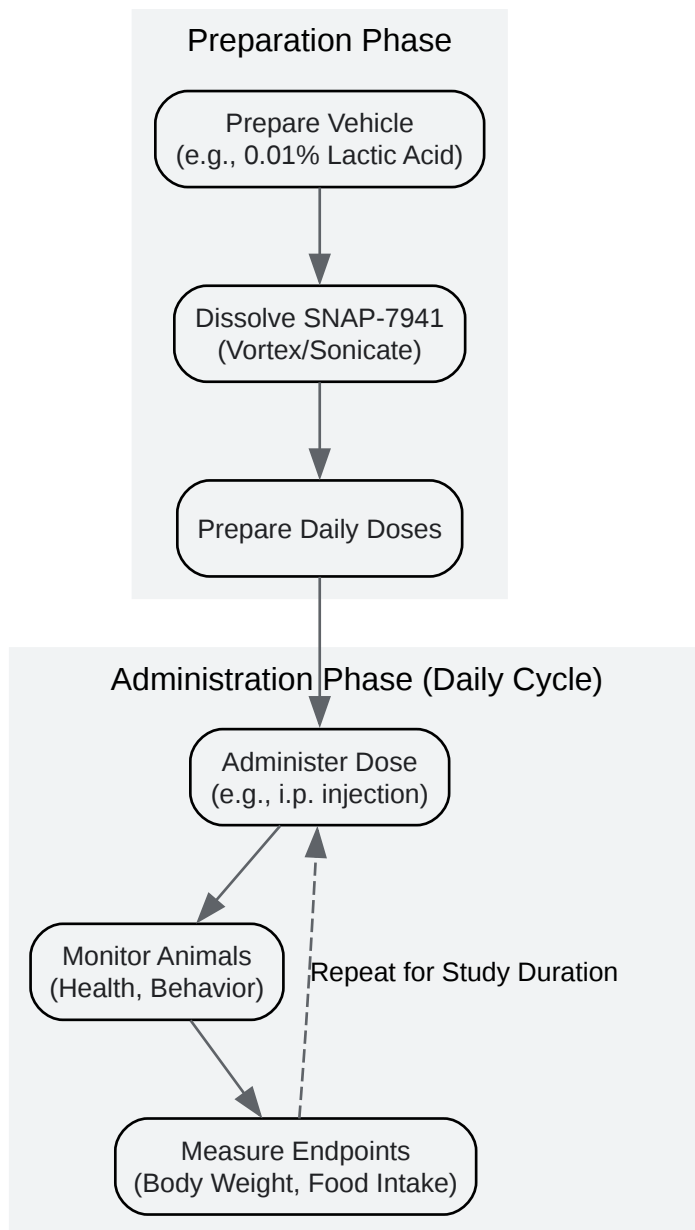 Preparation Phase
Prepare Vehicle
(e.g., 0.01% Lactic Acid)
Dissolve SNAP-7941
(Vortex/Sonicate)
Prepare Daily Doses
Administration Phase (Daily Cycle)
Administer Dose
(e.g., i.p. injection)
Monitor Animals
(Health, Behavior)
Repeat for Study Duration
Measure Endpoints
(Body Weight, Food Intake)